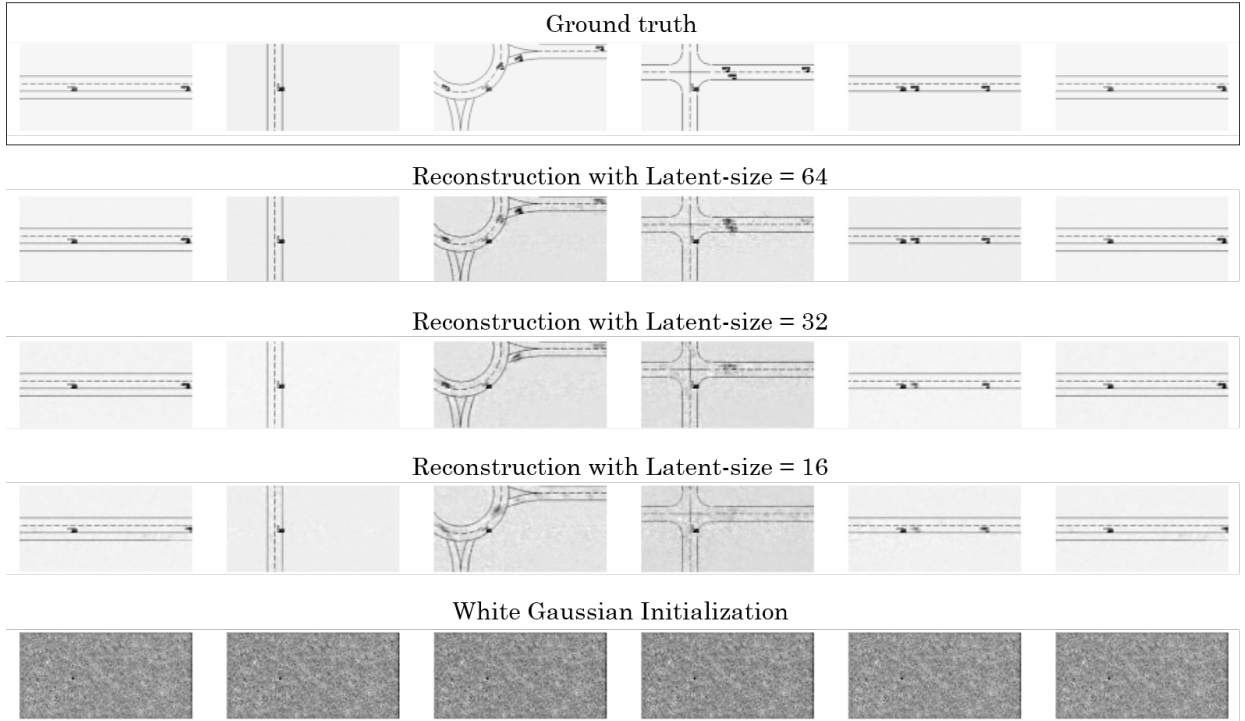 Ground truth
Reconstruction with Latent-size = 64
Reconstruction with Latent-size = 32
Reconstruction with Latent-size = 16
White Gaussian Initialization